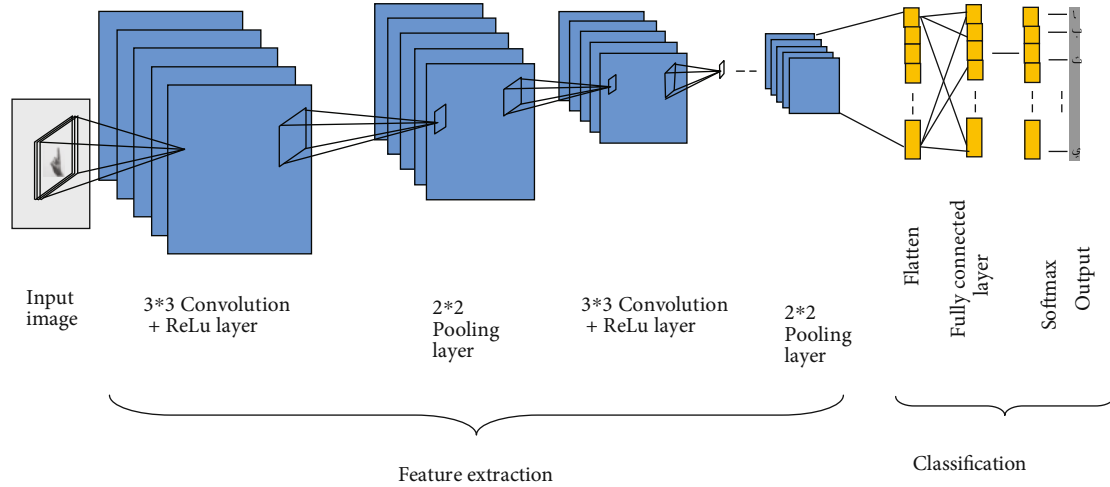 Input
image
3*3 Convolution
+ ReLu layer
2*2
Pooling
layer
3*3 Convolution
+ ReLu layer
2*2
Pooling
layer
Flatten
Fully connected
layer
Softmax
Output
Feature extraction
Classification